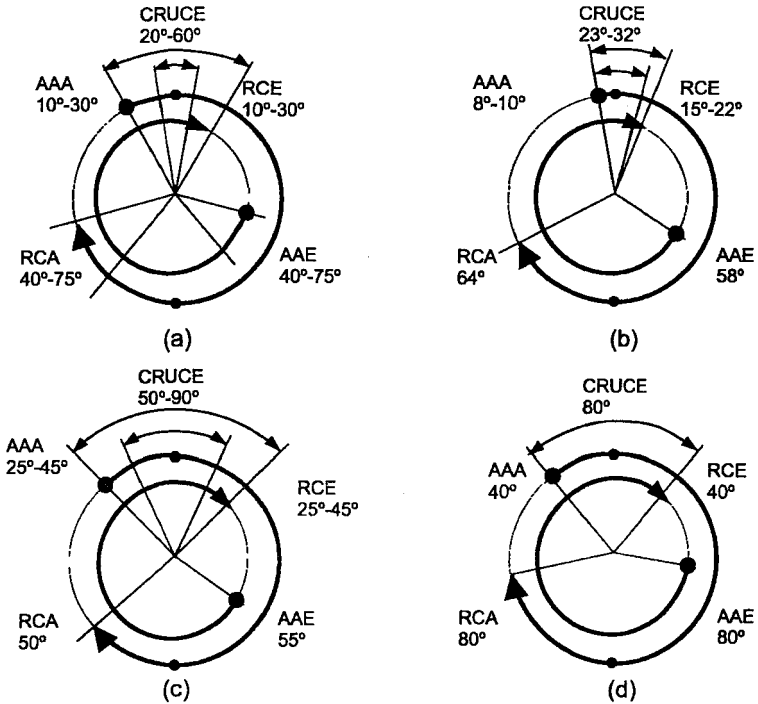 CRUCE
20º-60º
AAA
10º-30º
RCE
10º-30º
RCA
40º-75º
AAE
40º-75º
(a)
CRUCE
23º-32º
AAA
8º-10º
RCE
15º-22º
RCA
64º
AAE
58º
(b)
CRUCE
50º-90º
AAA
25º-45º
RCE
25º-45º
RCA
50º
AAE
55º
(c)
CRUCE
80º
AAA
40º
RCE
40º
RCA
80º
AAE
80º
(d)